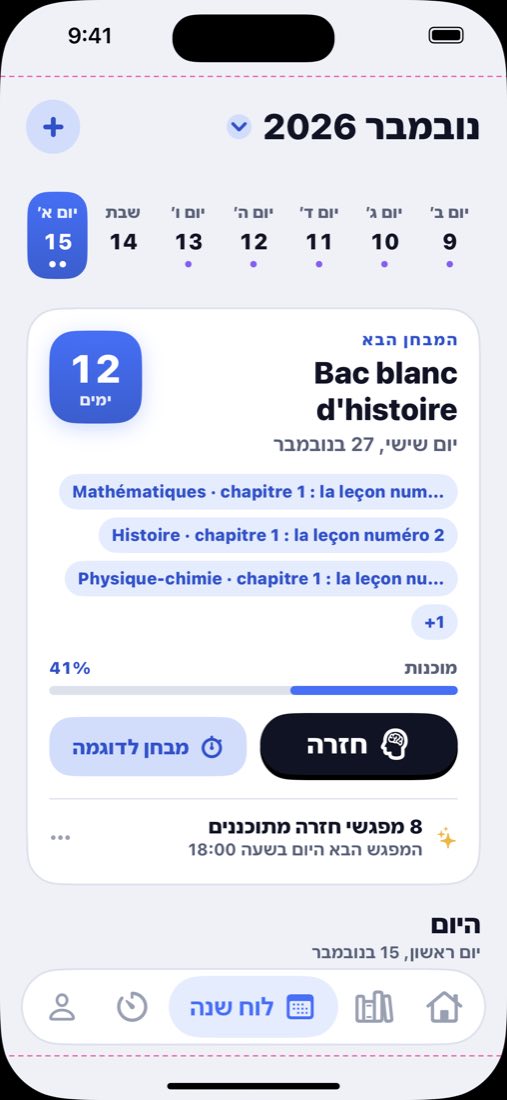 9:41
נובמבר 2026
יום ב׳ יום ג׳ יום ד׳ יום ה׳ יום ו׳ שבת יום א׳
9 10 11 12 13 14 15
המבחן הבא
Bac blanc
d'histoire
יום שישי, 27 בנובמבר
12
ימים
Mathématiques · chapitre 1 : la leçon num...
Histoire · chapitre 1 : la leçon numéro 2
Physique-chimie · chapitre 1 : la leçon nu...
+1
מוכנות 41%
חזרה
מבחן לדוגמה
8 מפגשי חזרה מתוכננים
המפגש הבא היום בשעה 18:00
היום
יום ראשון, 15 בנובמבר
לוח שנה